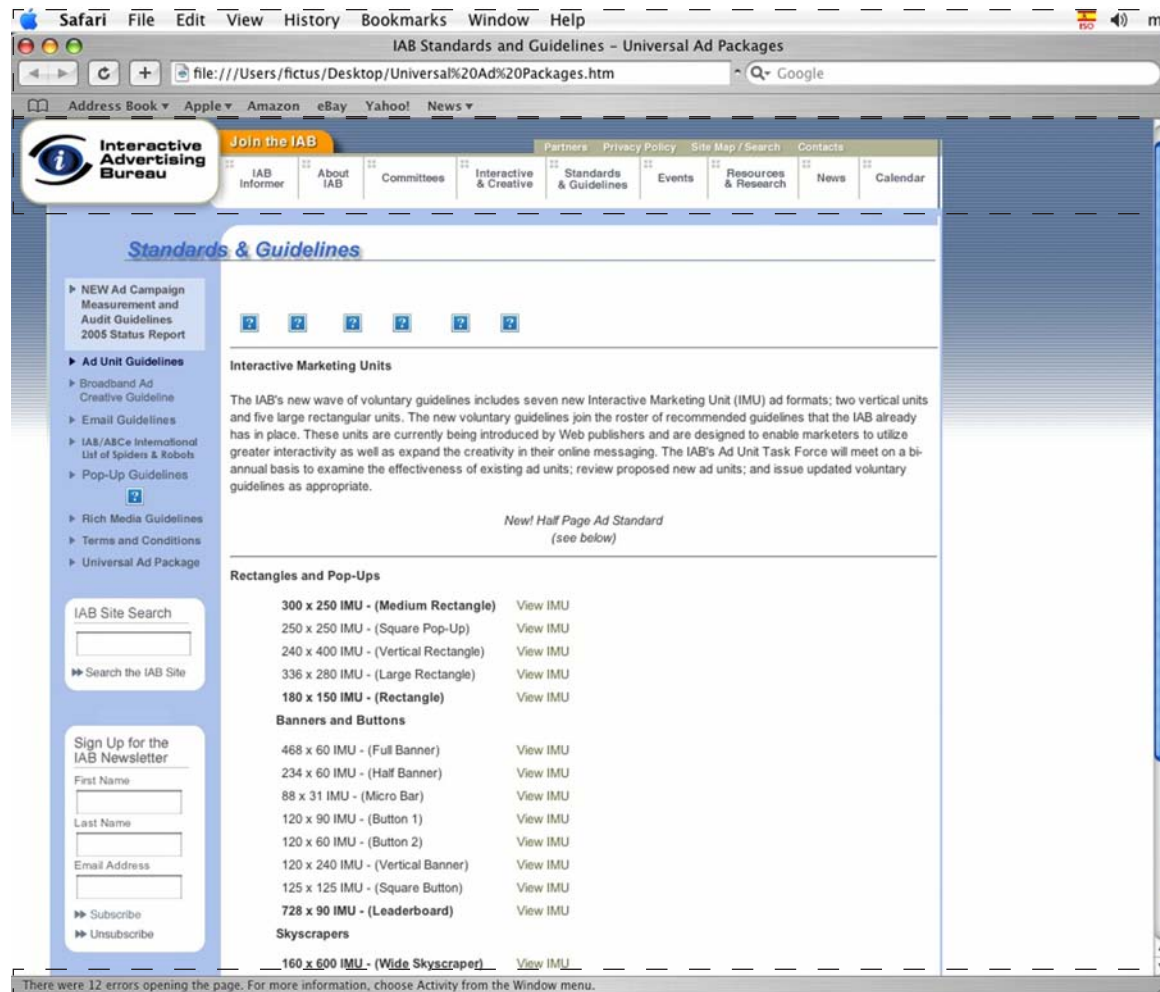 Safari File Edit View History Bookmarks Window Help
ISO
IAB Standards and Guidelines – Universal Ad Packages
file:///Users/fictus/Desktop/Universal%20Ad%20Packages.htm
Google
Address Book Apple Amazon eBay Yahoo! News
Interactive
Advertising
Bureau
Join the IAB
Partners Privacy Policy Site Map / Search Contacts
IAB Informer
About IAB
Committees
Interactive & Creative
Standards & Guidelines
Events
Resources & Research
News
Calendar
Standards & Guidelines
NEW Ad Campaign
Measurement and
Audit Guidelines
2005 Status Report
Ad Unit Guidelines
Broadband Ad
Creative Guideline
Email Guidelines
IAB/ABCe International
List of Spiders & Robots
Pop-Up Guidelines
Rich Media Guidelines
Terms and Conditions
Universal Ad Package
IAB Site Search
Search the IAB Site
Sign Up for the
IAB Newsletter
First Name
Last Name
Email Address
Subscribe
Unsubscribe
Interactive Marketing Units
The IAB's new wave of voluntary guidelines includes seven new Interactive Marketing Unit (IMU) ad formats; two vertical units
and five large rectangular units. The new voluntary guidelines join the roster of recommended guidelines that the IAB already
has in place. These units are currently being introduced by Web publishers and are designed to enable marketers to utilize
greater interactivity as well as expand the creativity in their online messaging. The IAB's Ad Unit Task Force will meet on a bi-
annual basis to examine the effectiveness of existing ad units; review proposed new ad units; and issue updated voluntary
guidelines as appropriate.
New! Half Page Ad Standard
(see below)
Rectangles and Pop-Ups
300 x 250 IMU - (Medium Rectangle) View IMU
250 x 250 IMU - (Square Pop-Up) View IMU
240 x 400 IMU - (Vertical Rectangle) View IMU
336 x 280 IMU - (Large Rectangle) View IMU
180 x 150 IMU - (Rectangle) View IMU
Banners and Buttons
468 x 60 IMU - (Full Banner) View IMU
234 x 60 IMU - (Half Banner) View IMU
88 x 31 IMU - (Micro Bar) View IMU
120 x 90 IMU - (Button 1) View IMU
120 x 60 IMU - (Button 2) View IMU
120 x 240 IMU - (Vertical Banner) View IMU
125 x 125 IMU - (Square Button) View IMU
728 x 90 IMU - (Leaderboard) View IMU
Skyscrapers
160 x 600 IMU - (Wide Skyscraper) View IMU
There were 12 errors opening the page. For more information, choose Activity from the Window menu.